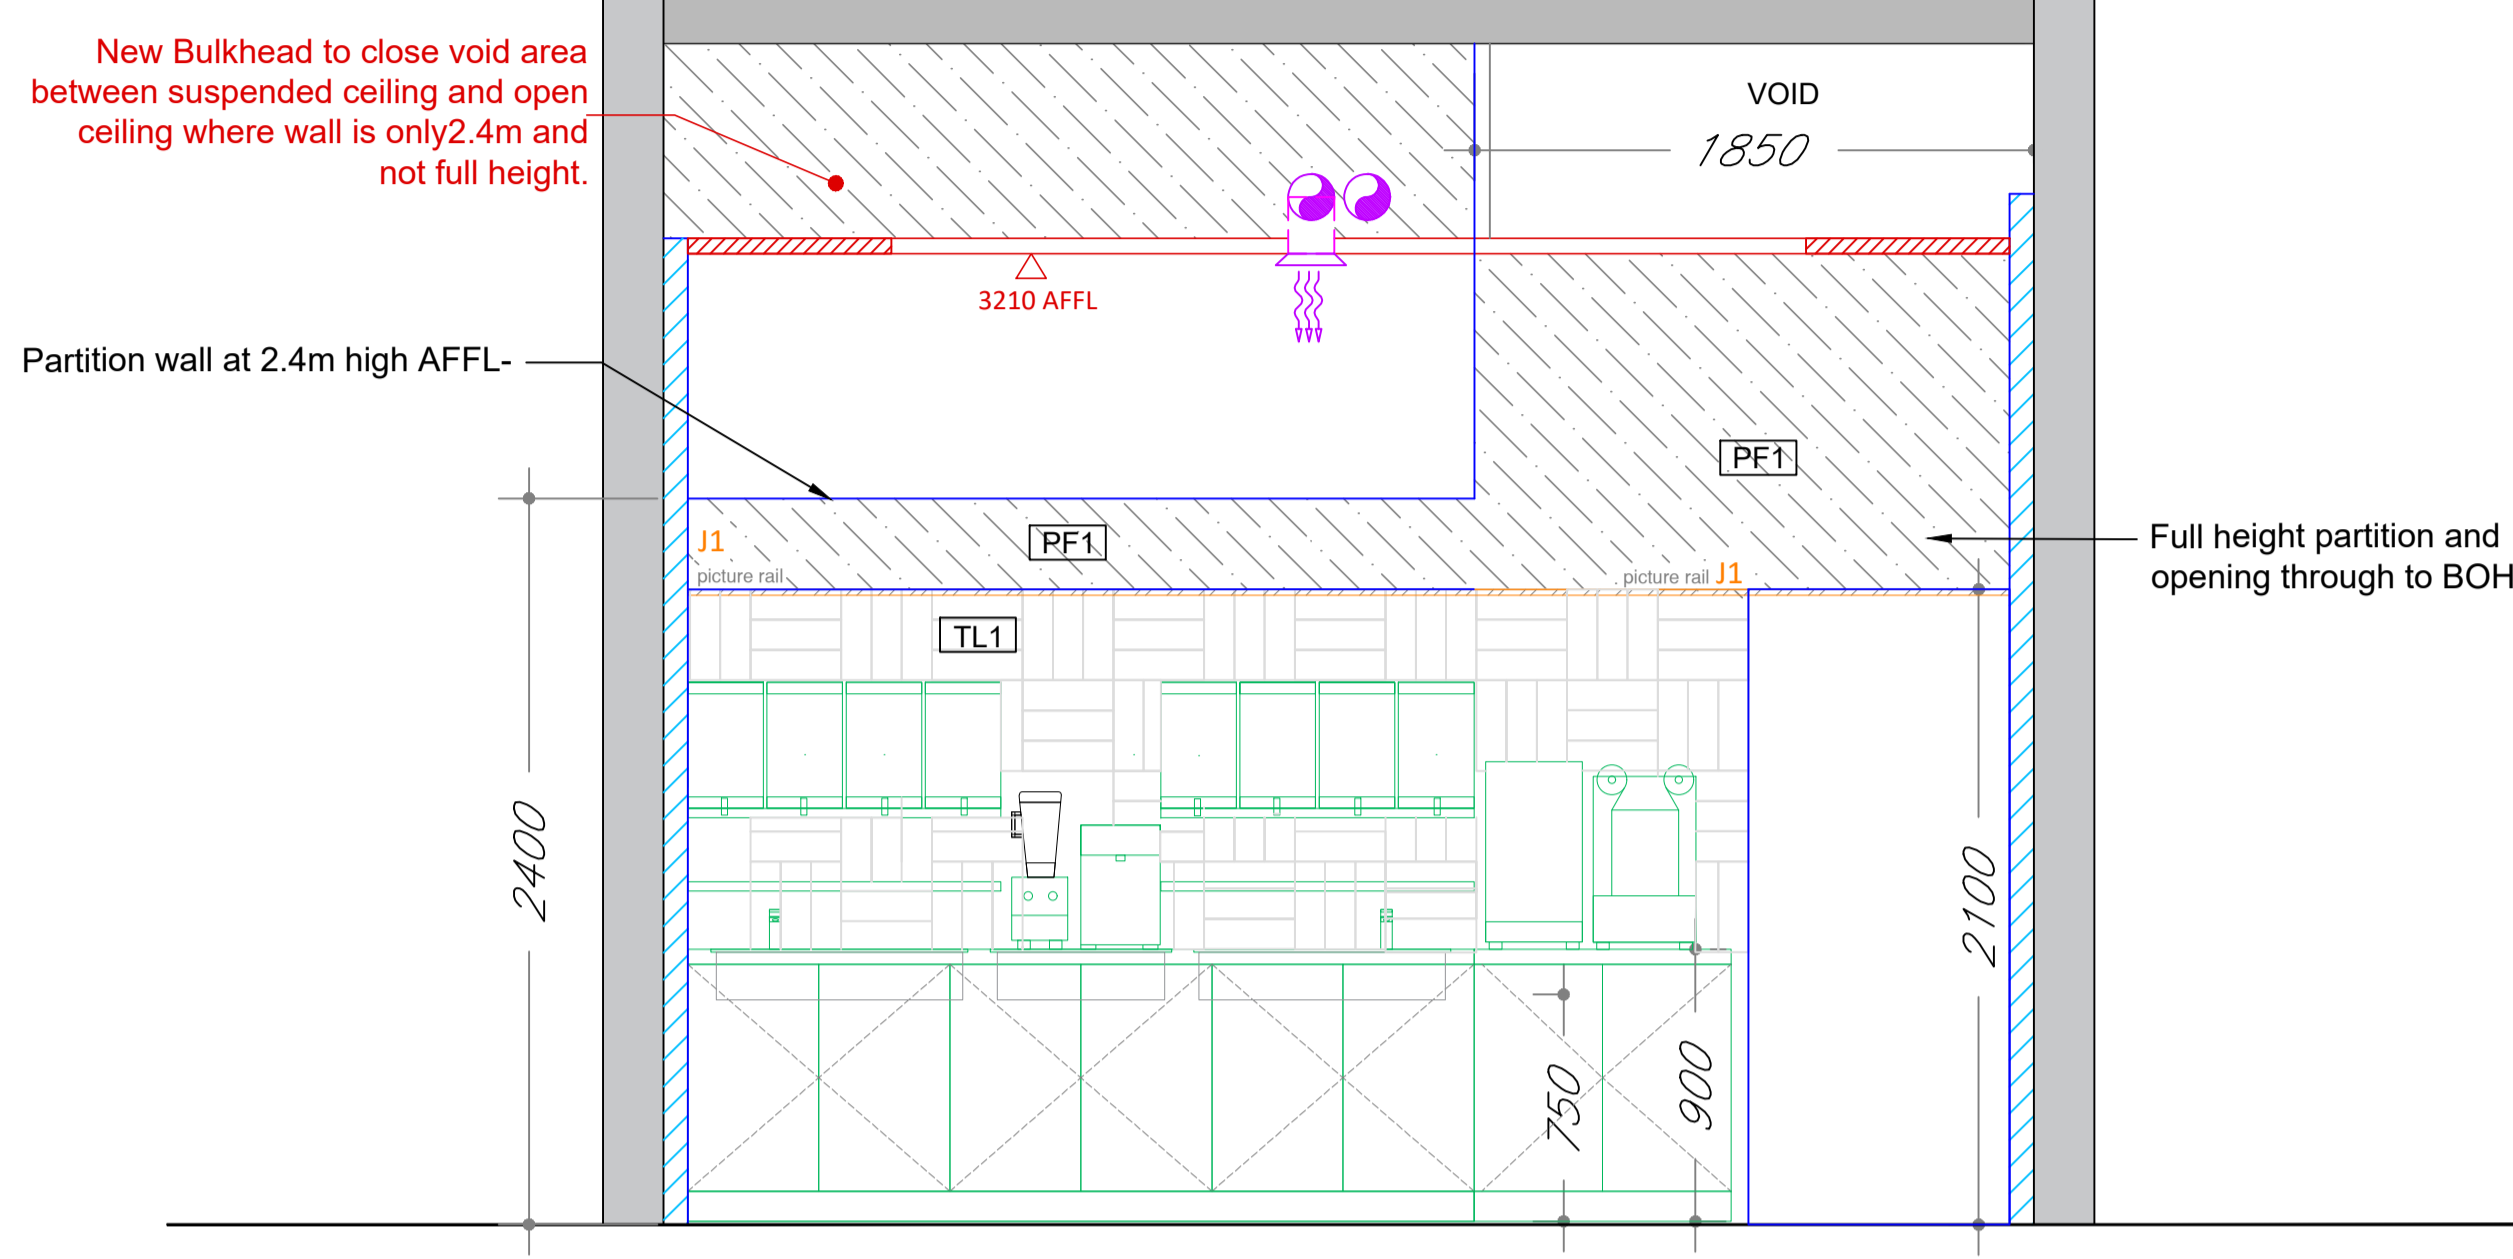 New Bulkhead to close void area
between suspended ceiling and open
ceiling where wall is only2.4m and
not full height.
VOID
1850
3210 AFFL
Partition wall at 2.4m high AFFL-
PF1
J1
PF1
Full height partition and
opening through to BOH
picture rail
picture rail J1
TL1
2400
2100
750
900